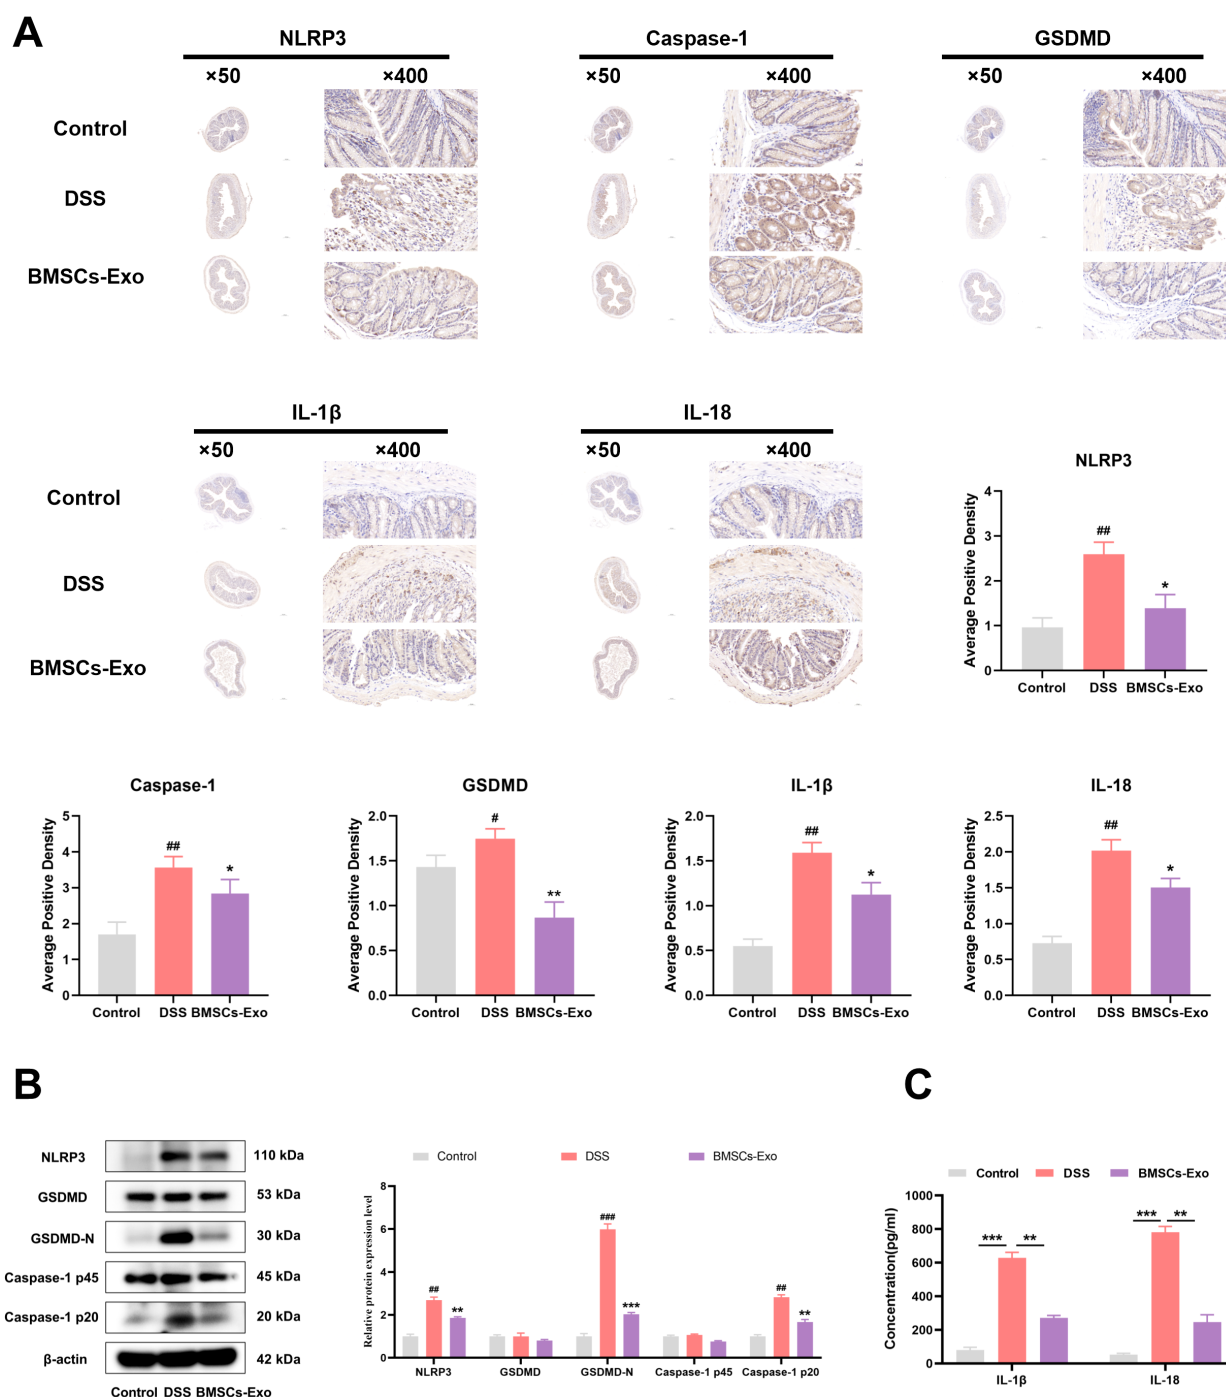 A
NLRP3 Caspase-1 GSDMD
×50 ×400 ×50 ×400 ×50 ×400
Control
DSS
BMSCs-Exo
IL-1β IL-18
×50 ×400 ×50 ×400
Control
DSS
BMSCs-Exo
NLRP3
Average Positive Density
4
3
2
1
0
##
*
Control DSS BMSCs-Exo
Caspase-1
Average Positive Density
5
4
3
2
1
0
##
*
Control DSS BMSCs-Exo
GSDMD
Average Positive Density
2.0
1.5
1.0
0.5
0.0
#
**
Control DSS BMSCs-Exo
IL-1β
Average Positive Density
2.0
1.5
1.0
0.5
0.0
##
*
Control DSS BMSCs-Exo
IL-18
Average Positive Density
2.5
2.0
1.5
1.0
0.5
0.0
##
*
Control DSS BMSCs-Exo
B
NLRP3 110 kDa
GSDMD 53 kDa
GSDMD-N 30 kDa
Caspase-1 p45 45 kDa
Caspase-1 p20 20 kDa
β-actin 42 kDa
Control DSS BMSCs-Exo
Control DSS BMSCs-Exo
Relative protein expression level
8
6
4
2
0
##
**
###
***
##
**
NLRP3 GSDMD GSDMD-N Caspase-1 p45 Caspase-1 p20
C
Control DSS BMSCs-Exo
Concentration(pg/ml)
1000
800
600
400
200
0
*** **
*** **
IL-1β IL-18